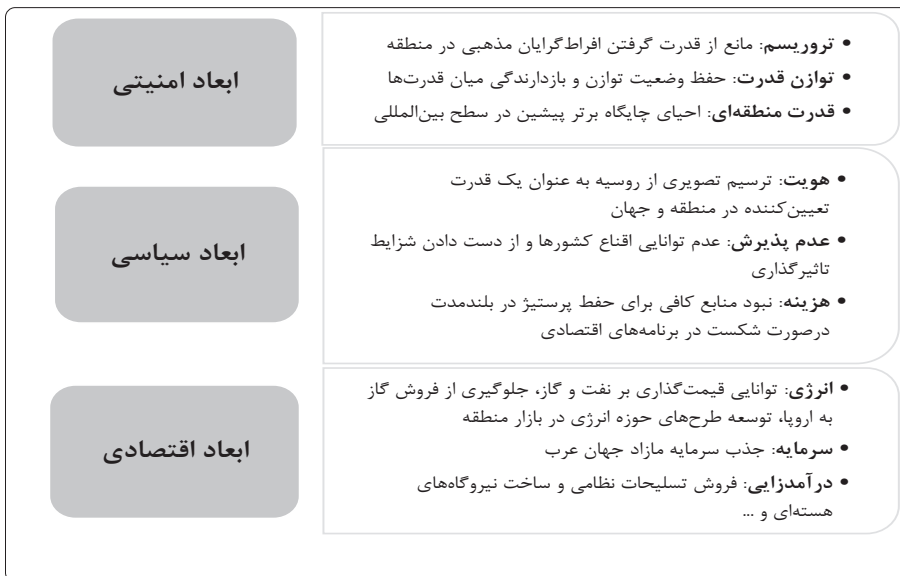 ابعاد امنیتی
• تروریسم: مانع از قدرت گرفتن افراط‌گرایان مذهبی در منطقه
• توازن قدرت: حفظ وضعیت توازن و بازدارندگی میان قدرت‌ها
• قدرت منطقه‌ای: احیای چایگاه برتر پیشین در سطح بین‌المللی
ابعاد سیاسی
• هویت: ترسیم تصویری از روسیه به عنوان یک قدرت
تعیین‌کننده در منطقه و جهان
• عدم پذیرش: عدم توانایی اقناع کشورها و از دست دادن شزایط
تاثیرگذاری
• هزینه: نبود منابع کافی برای حفط پرستیژ در بلندمدت
درصورت شکست در برنامه‌های اقتصادی
ابعاد اقتصادی
• انرژی: توانایی قیمت‌گذاری بر نفت و گاز، جلوگیری از فروش گاز
به اروپا، توسعه طرح‌های حوزه انرژی در بازار منطقه
• سرمایه: جذب سرمایه مازاد جهان عرب
• درآمدزایی: فروش تسلیحات نظامی و ساخت نیروگاه‌های
هسته‌ای و ...